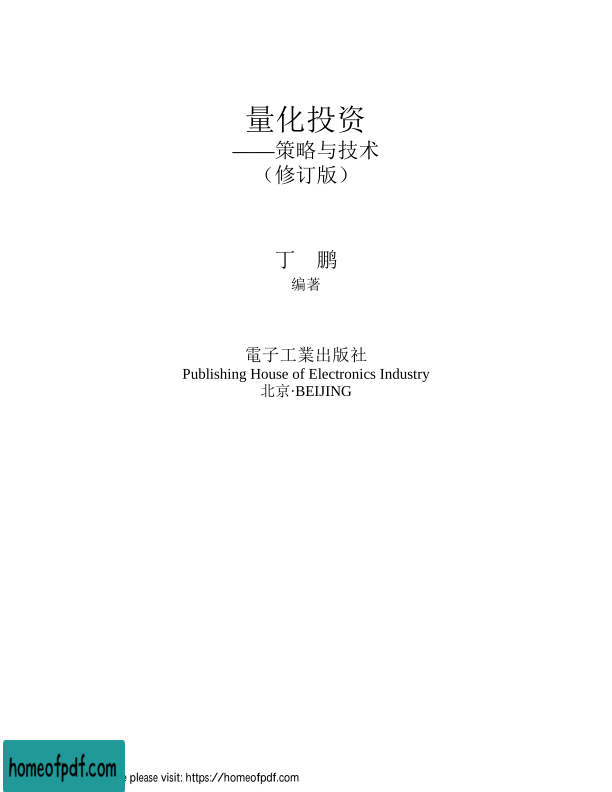 量化投资
——策略与技术
（修订版）
丁　鹏
编著
電子工業出版社
Publishing House of Electronics Industry
北京·BEIJING
homeofpdf.com
please visit: https://homeofpdf.com